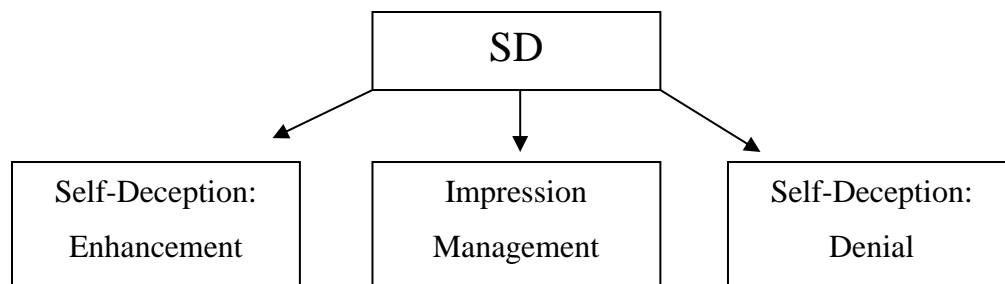 SD
Self-Deception:
Enhancement
Impression
Management
Self-Deception:
Denial